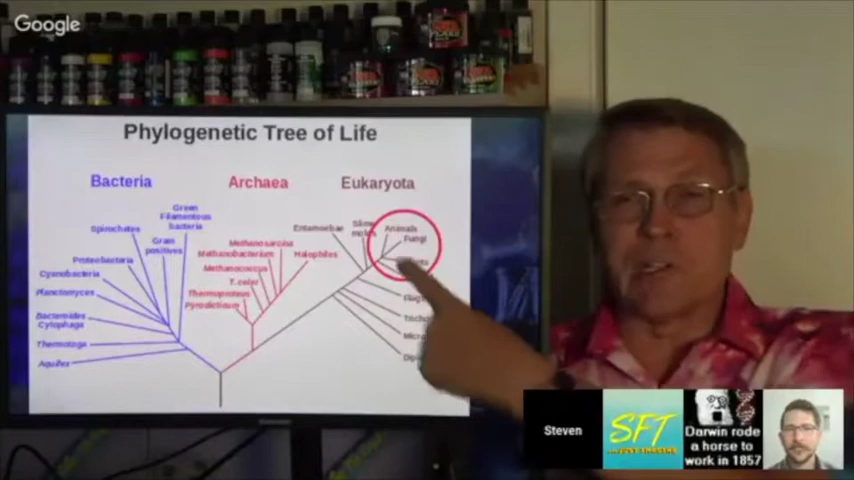 Google
Phylogenetic Tree of Life
Bacteria
Archaea
Eukaryota
Green
Filamentous
bacteria
Spirochates
Gram
positives
Proteobacteria
Cyanobacteria
Planctomyces
Bacteroides
Cytophaga
Thermotoga
Aquifex
Methanosarcina
Methanobacterium
Halophiles
Methanococcus
T. celer
Thermoproteus
Pyrodicticum
Entamoebae
Slime
molds
Animals
Fungi
Steven
SFT
Darwin rode
a horse to
work in 1857